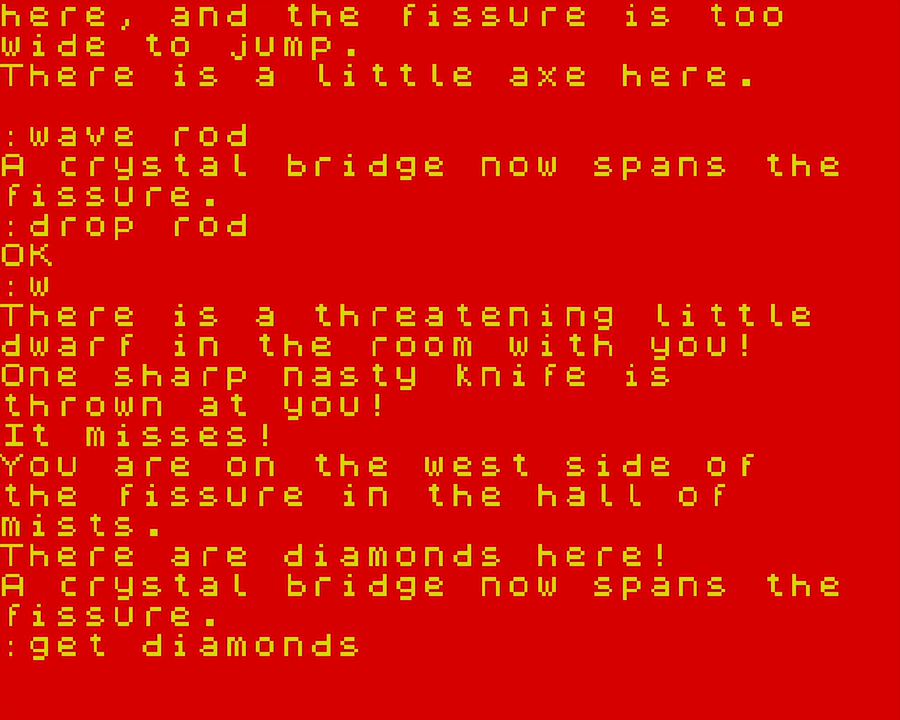 here, and the fissure is too
wide to jump.
There is a little axe here.
:wave rod
A crystal bridge now spans the
fissure.
:drop rod
OK
:w
There is a threatening little
dwarf in the room with you!
One sharp nasty knife is
thrown at you!
It misses!
You are on the west side of
the fissure in the hall of
mists.
There are diamonds here!
A crystal bridge now spans the
fissure.
:get diamonds